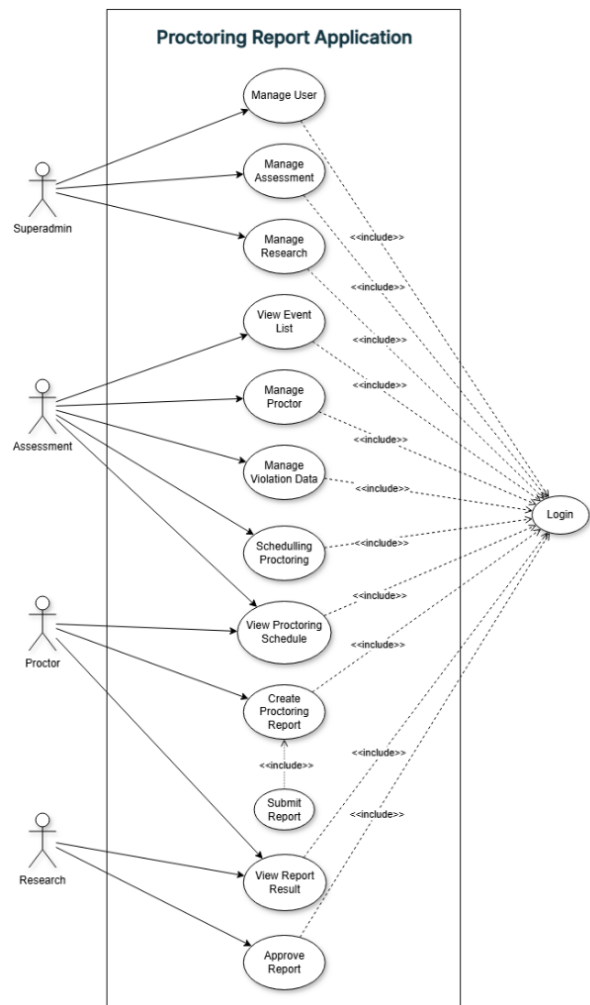 Proctoring Report Application
Manage User
Manage
Assessment
Superadmin
<<include>>
Manage
Research
<<include>>
View Event
List
<<include>>
Assessment
Manage
Proctor
<<include>>
<<include>>
Manage
Violation Data
<<include>>
Login
Schedulling
Proctoring
<<include>>
<<include>>
View Proctoring
Schedule
Proctor
<<include>>
Create
Proctoring
Report
<<include>>
<<include>>
Submit
Report
<<include>>
Research
View Report
Result
Approve
Report